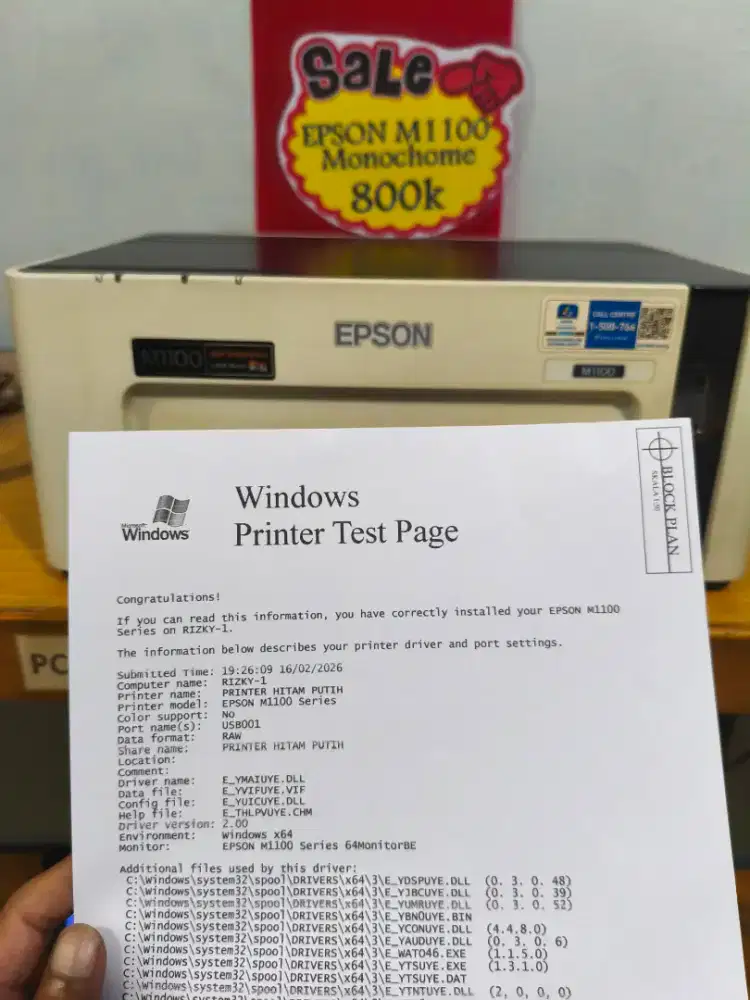 Sale
EPSON M1100
Monochome
800k
EPSON
CALL CENTRE
M1100
M1100
BLOCK PLAN
SKALA 1:50
Microsoft
Windows
Windows
Printer Test Page
Congratulations!
If you can read this information, you have correctly installed your EPSON M1100
Series on RIZKY-1.
The information below describes your printer driver and port settings.
Submitted Time: 19:26:09 16/02/2026
Computer name: RIZKY-1
Printer name: PRINTER HITAM PUTIH
Printer model: EPSON M1100 Series
Color support: No
Port name(s): USB001
Data format: RAW
Share name: PRINTER HITAM PUTIH
Location:
Comment:
Driver name: E_YMAIUYE.DLL
Data file: E_YVIFUYE.VIF
Config file: E_YUICUYE.DLL
Help file: E_THLPVUYE.CHM
Driver version: 2.00
Environment: Windows x64
Monitor: EPSON M1100 Series 64MonitorBE
Additional files used by this driver:
C:\Windows\system32\spool\DRIVERS\x64\3\E_YDSPUYE.DLL (0. 3. 0. 48)
C:\Windows\system32\spool\DRIVERS\x64\3\E_YJBCUYE.DLL (0. 3. 0. 39)
C:\Windows\system32\spool\DRIVERS\x64\3\E_YUMRUYE.DLL (0. 3. 0. 52)
C:\Windows\system32\spool\DRIVERS\x64\3\E_YBN0UYE.BIN
C:\Windows\system32\spool\DRIVERS\x64\3\E_YCONUYE.DLL (4.4.8.0)
C:\Windows\system32\spool\DRIVERS\x64\3\E_YAUDUYE.DLL (0. 3. 0. 6)
C:\Windows\system32\spool\DRIVERS\x64\3\E_WATO46.EXE (1.1.5.0)
C:\Windows\system32\spool\DRIVERS\x64\3\E_YTSUYE.EXE (1.3.1.0)
C:\Windows\system32\spool\DRIVERS\x64\3\E_YTSUYE.DAT
C:\Windows\system32\spool\DRIVERS\x64\3\E_YTNTUYE.DLL (2, 0, 0, 0)
PC